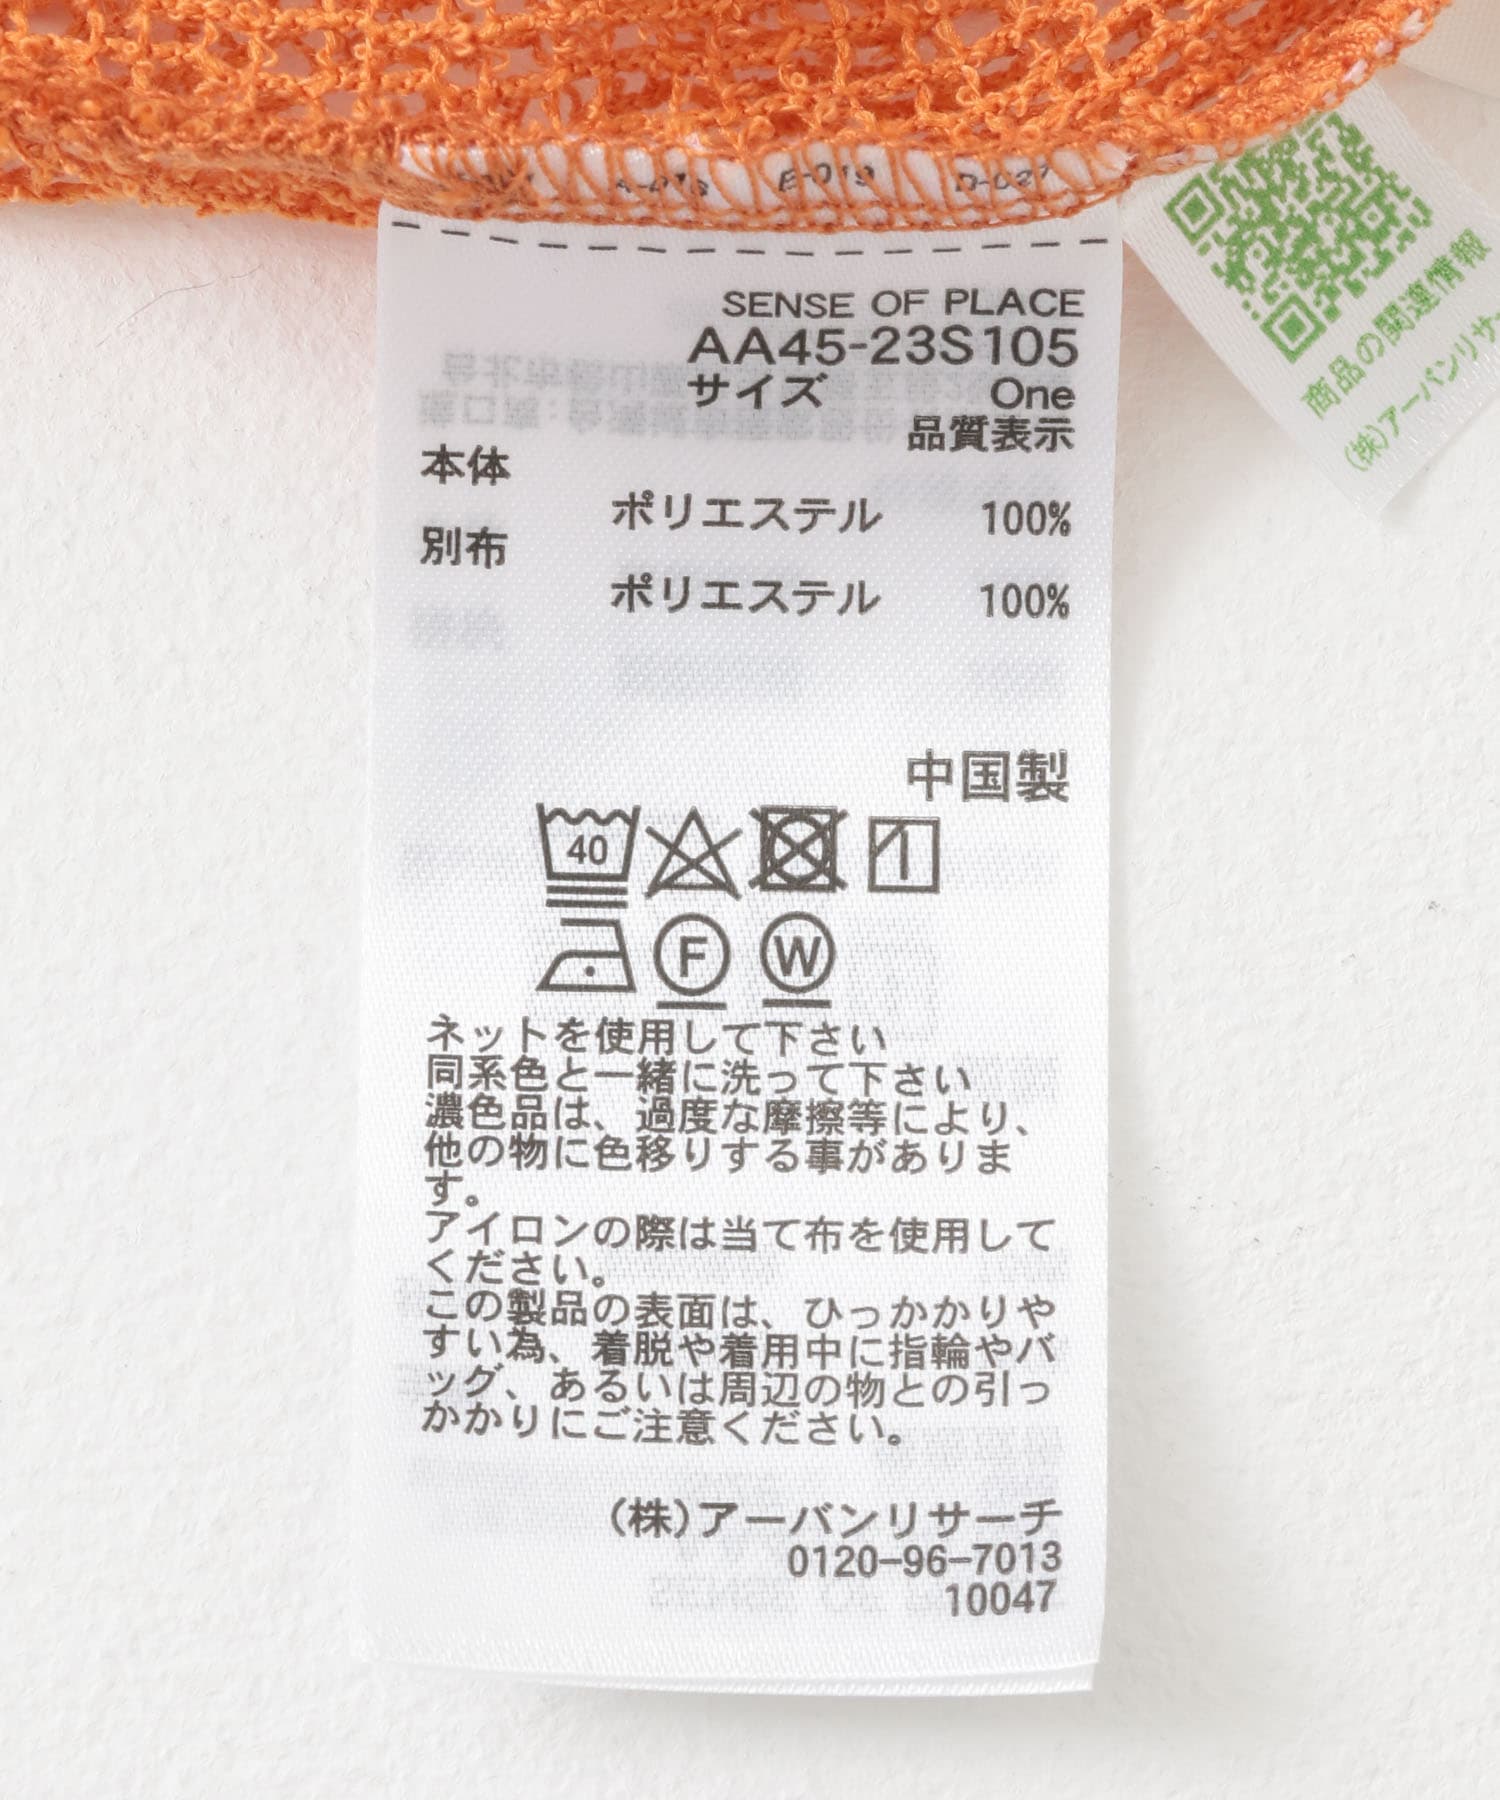 E-019
D-027
SENSE OF PLACE
AA45-23S105
サイズ One
品質表示
本体
ポリエステル 100%
別布
ポリエステル 100%
中国製
40
F W
ネットを使用して下さい
同系色と一緒に洗って下さい
濃色品は、過度な摩擦等により、
他の物に色移りする事がありま
す。
アイロンの際は当て布を使用して
ください。
この製品の表面は、ひっかかりや
すい為、着脱や着用中に指輪やバ
ッグ、あるいは周辺の物との引っ
かかりにご注意ください。
(株)アーバンリサーチ
0120-96-7013
10047
商品の関連情報
(株)アーバンリサ